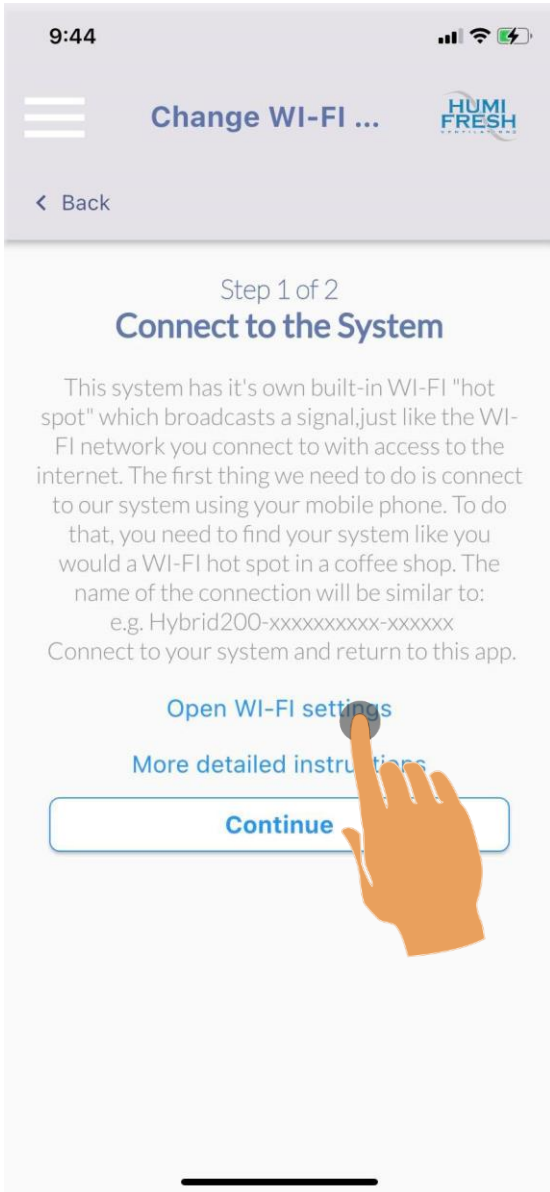 9:44
Change WI-FI ...
HUMI
FRESH
< Back
Step 1 of 2
Connect to the System
This system has it's own built-in WI-FI "hot
spot" which broadcasts a signal,just like the WI-
FI network you connect to with access to the
internet. The first thing we need to do is connect
to our system using your mobile phone. To do
that, you need to find your system like you
would a WI-FI hot spot in a coffee shop. The
name of the connection will be similar to:
e.g. Hybrid200-xxxxxxxxxx-xxxxxx
Connect to your system and return to this app.
Open WI-FI settings
More detailed instructions
Continue